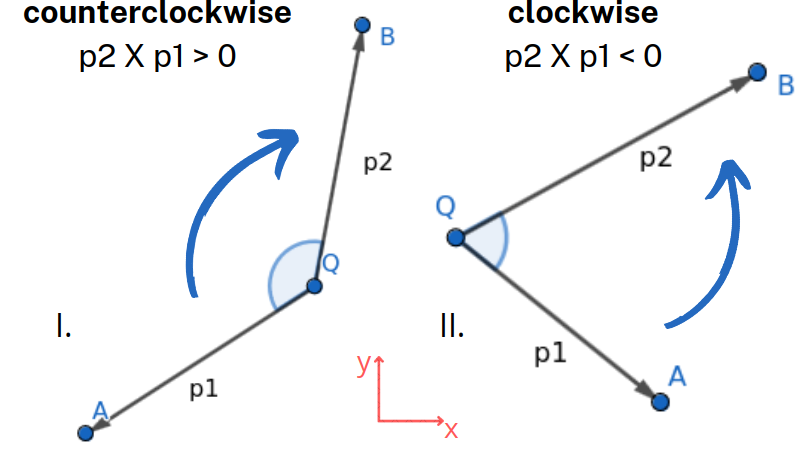 counterclockwise
p2 X p1 > 0
clockwise
p2 X p1 < 0
B
p2
Q
I.
p1
A
B
p2
Q
II.
p1
A
y
x